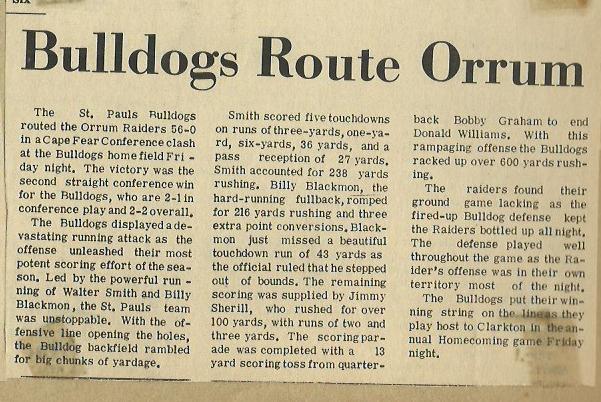 SIX
Bulldogs Route Orrum
The St. Pauls Bulldogs
routed the Orrum Raiders 56-0
in a Cape Fear Conference clash
at the Bulldogs home field Fri -
day night. The victory was the
second straight conference win
for the Bulldogs, who are 2-1 in
conference play and 2-2 overall.
The Bulldogs displayed a de-
vastating running attack as the
offense unleashed their most
potent scoring effort of the sea-
son. Led by the powerful run -
ning of Walter Smith and Billy
Blackmon, the St. Pauls team
was unstoppable. With the of-
fensive line opening the holes,
the Bulldog backfield rambled
for big chunks of yardage.
Smith scored five touchdowns
on runs of three-yards, one-ya-
rd, six-yards, 36 yards, and a
pass reception of 27 yards.
Smith accounted for 238 yards
rushing. Billy Blackmon, the
hard-running fullback, romped
for 216 yards rushing and three
extra point conversions. Black-
mon just missed a beautiful
touchdown run of 43 yards as
the official ruled that he stepped
out of bounds. The remaining
scoring was supplied by Jimmy
Sherill, who rushed for over
100 yards, with runs of two and
three yards. The scoring par-
ade was completed with a 13
yard scoring toss from quarter-
back Bobby Graham to end
Donald Williams. With this
rampaging offense the Bulldogs
racked up over 600 yards rush-
ing.
The raiders found their
ground game lacking as the
fired-up Bulldog defense kept
the Raiders bottled up all night.
The defense played well
throughout the game as the Ra-
ider's offense was in their own
territory most of the night.
The Bulldogs put their win-
ning string on the line as they
play host to Clarkton in the an-
nual Homecoming game Friday
night.